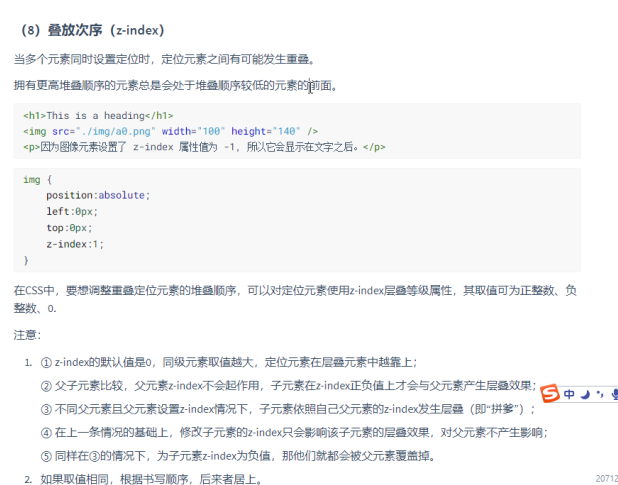 （8）叠放次序（z-index）
当多个元素同时设置定位时，定位元素之间有可能发生重叠。
拥有更高堆叠顺序的元素总是会处于堆叠顺序较低的元素的前面。
<h1>This is a heading</h1>
<img src="./img/a0.png" width="100" height="140" />
<p>因为图像元素设置了 z-index 属性值为 -1, 所以它会显示在文字之后。</p>
img {
    position:absolute;
    left:0px;
    top:0px;
    z-index:1;
}
在CSS中，要想调整重叠定位元素的堆叠顺序，可以对定位元素使用z-index层叠等级属性，其取值可为正整数、负
整数、0.
注意：
1. ① z-index的默认值是0，同级元素取值越大，定位元素在层叠元素中越靠上；
② 父子元素比较，父元素z-index不会起作用，子元素在z-index正负值上才会与父元素产生层叠效果；
③ 不同父元素且父元素设置z-index情况下，子元素依照自己父元素的z-index发生层叠（即“拼爹”）；
④ 在上一条情况的基础上，修改子元素的z-index只会影响该子元素的层叠效果，对父元素不产生影响；
⑤ 同样在③的情况下，为子元素z-index为负值，那他们就都会被父元素覆盖掉。
2. 如果取值相同，根据书写顺序，后来者居上。
S 中
20712